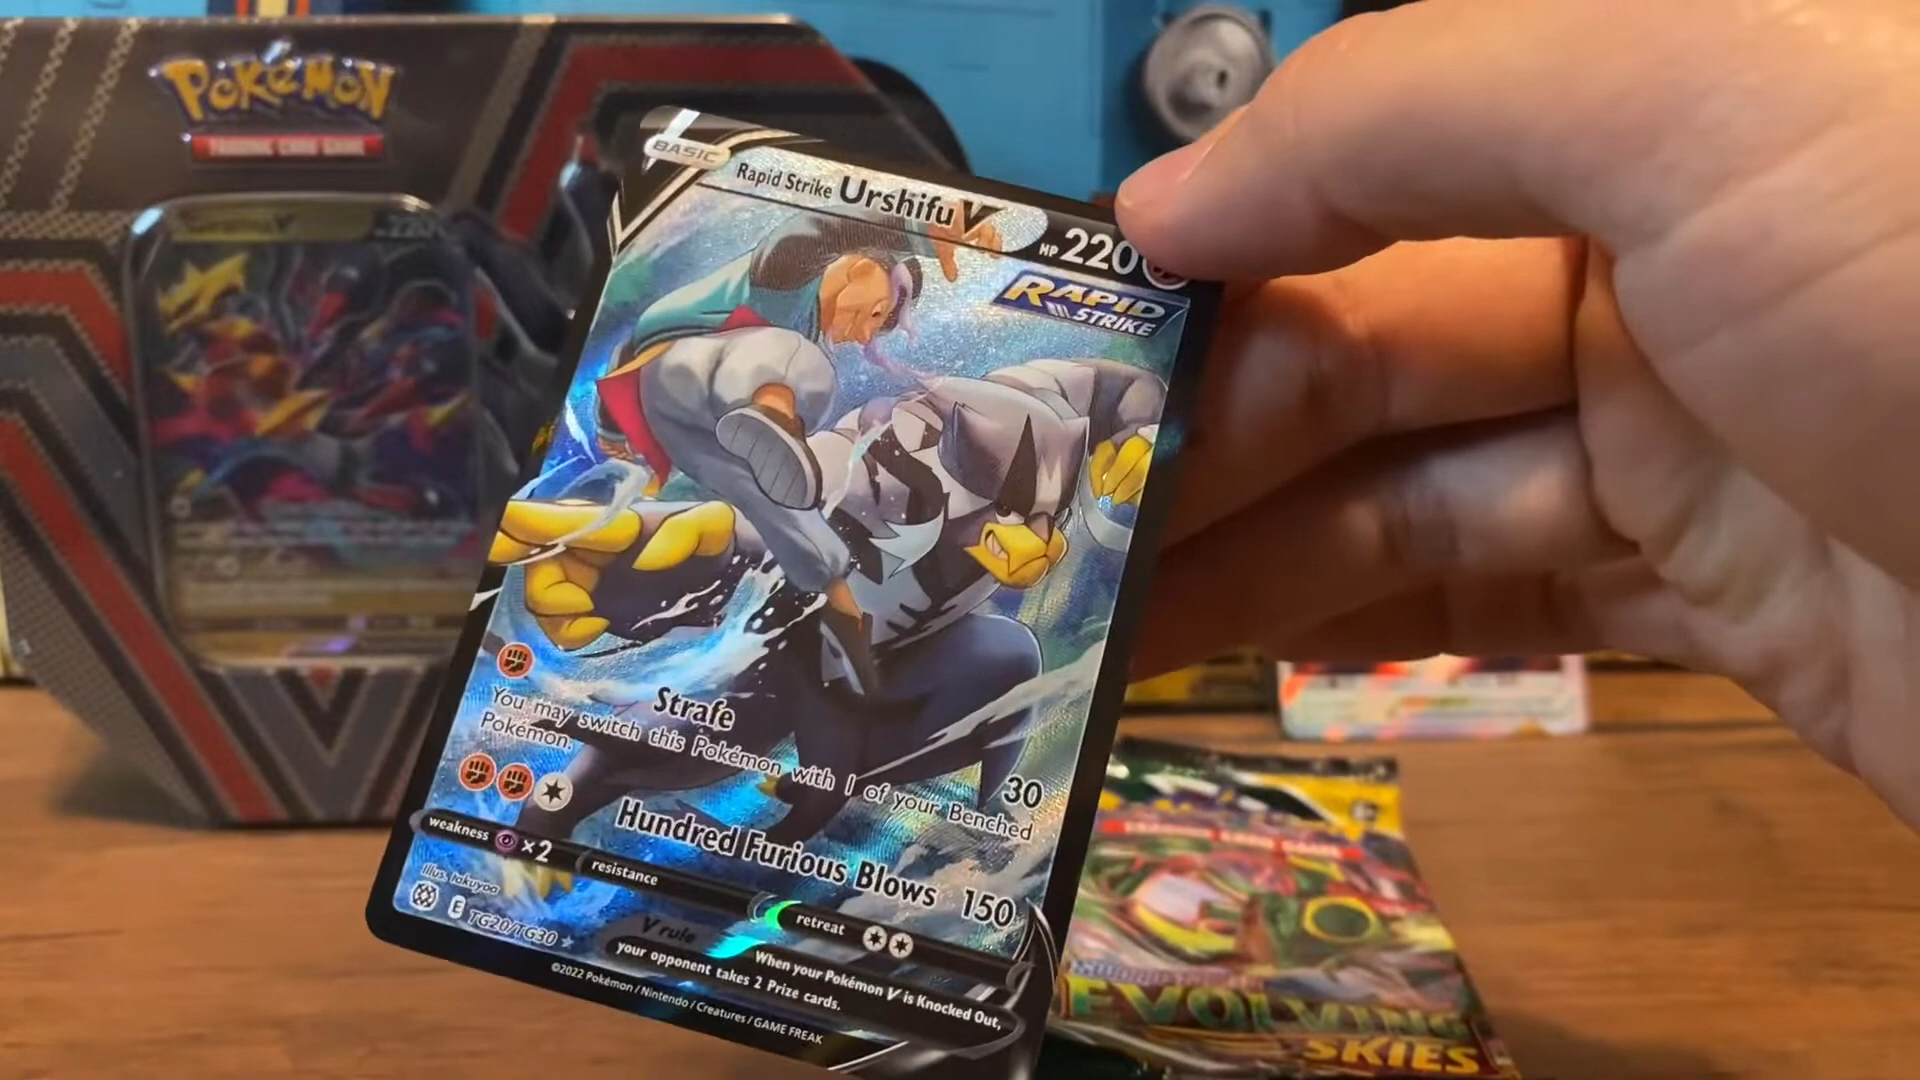 POKÉMON
TRADING CARD GAME
BASIC
Rapid Strike Urshifu V
HP 220
RAPID
STRIKE
Strafe
30
You may switch this Pokémon with 1 of your Benched
Pokémon.
Hundred Furious Blows 150
weakness ×2
resistance
retreat
Illus. takuyoa
E TG20/TG30
V rule
When your Pokémon V is Knocked Out,
your opponent takes 2 Prize cards.
©2022 Pokémon / Nintendo / Creatures / GAME FREAK
TRADING CARD GAME
EVOLVING
SKIES